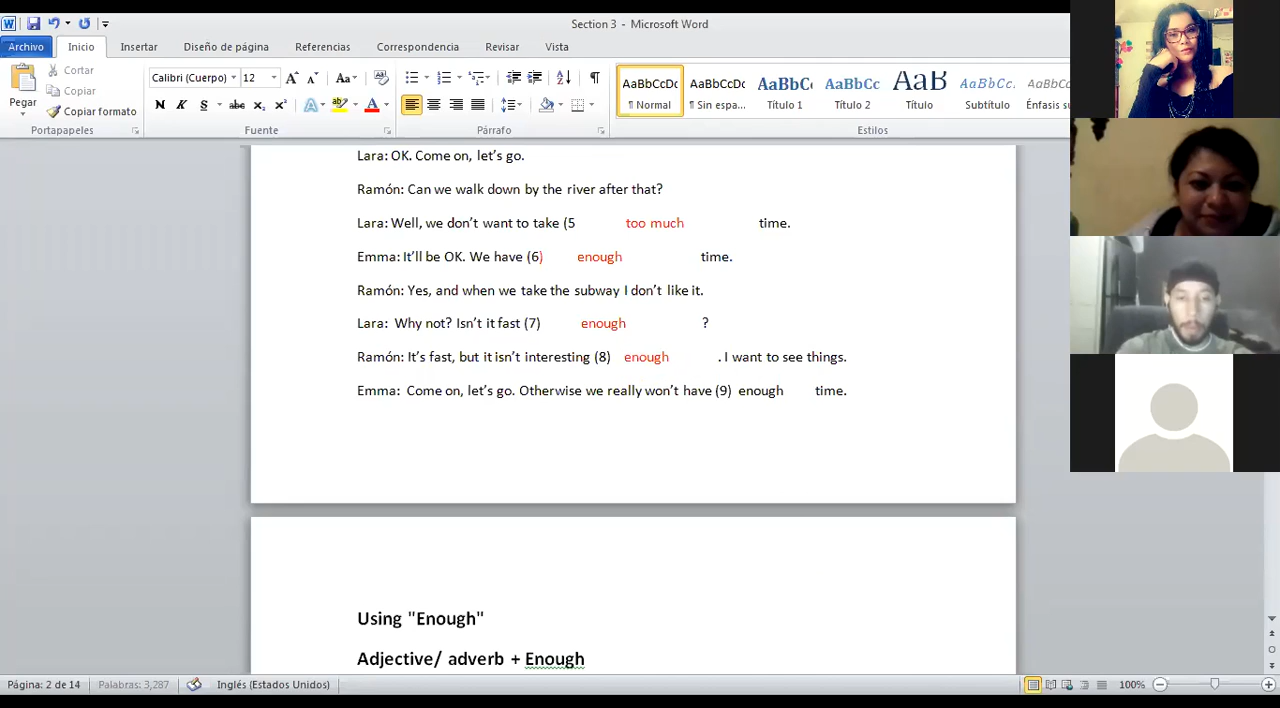 Section 3 - Microsoft Word
Archivo Inicio Insertar Diseño de página Referencias Correspondencia Revisar Vista
Pegar
Cortar
Copiar
Copiar formato
Portapapeles
Calibri (Cuerpo) 12
Fuente
Párrafo
AaBbCcDc AaBbCcDc AaBbC AaBbCc AaB AaBbCc. AaBbCcD
¶ Normal ¶ Sin espa... Título 1 Título 2 Título Subtítulo Énfasis su
Estilos
Lara: OK. Come on, let's go.
Ramón: Can we walk down by the river after that?
Lara: Well, we don't want to take (5 too much time.
Emma: It'll be OK. We have (6) enough time.
Ramón: Yes, and when we take the subway I don't like it.
Lara: Why not? Isn't it fast (7) enough ?
Ramón: It's fast, but it isn't interesting (8) enough . I want to see things.
Emma: Come on, let's go. Otherwise we really won't have (9) enough time.
Using "Enough"
Adjective/ adverb + Enough
Página: 2 de 14 Palabras: 3,287 Inglés (Estados Unidos) 100%